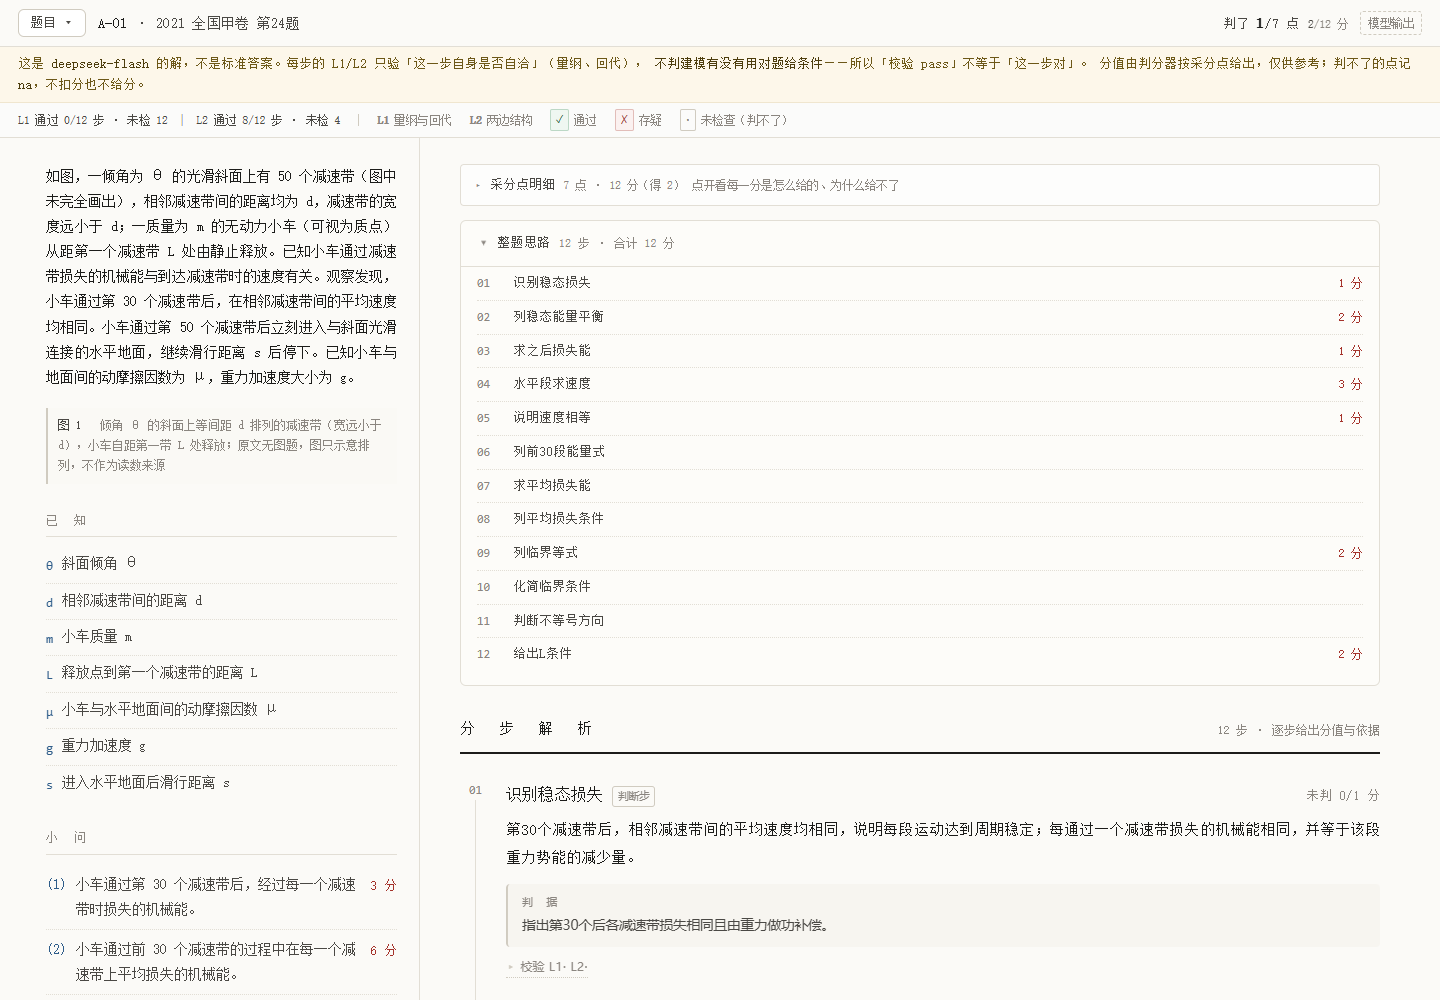 题目 ▾ A-01 · 2021 全国甲卷 第24题
判了 1/7 点 2/12 分 模型输出
这是 deepseek-flash 的解，不是标准答案。每步的 L1/L2 只验「这一步自身是否自洽」（量纲、回代）， 不判建模有没有用对题给条件——所以「校验 pass」不等于「这一步对」。 分值由判分器按采分点给出，仅供参考；判不了的点记
na，不扣分也不给分。
L1 通过 0/12 步 · 未检 12 | L2 通过 8/12 步 · 未检 4 | L1 量纲与回代 L2 两边结构 ✓ 通过 ✗ 存疑 · 未检查（判不了）
如图，一倾角为 θ 的光滑斜面上有 50 个减速带（图中
未完全画出），相邻减速带间的距离均为 d，减速带的宽
度远小于 d；一质量为 m 的无动力小车（可视为质点）
从距第一个减速带 L 处由静止释放。已知小车通过减速
带损失的机械能与到达减速带时的速度有关。观察发现，
小车通过第 30 个减速带后，在相邻减速带间的平均速度
均相同。小车通过第 50 个减速带后立刻进入与斜面光滑
连接的水平地面，继续滑行距离 s 后停下。已知小车与
地面间的动摩擦因数为 μ，重力加速度大小为 g。
图 1 倾角 θ 的斜面上等间距 d 排列的减速带（宽远小于
d），小车自距第一带 L 处释放；原文无图题，图只示意排
列，不作为读数来源
已 知
θ 斜面倾角 θ
d 相邻减速带间的距离 d
m 小车质量 m
L 释放点到第一个减速带的距离 L
μ 小车与水平地面间的动摩擦因数 μ
g 重力加速度 g
s 进入水平地面后滑行距离 s
小 问
(1) 小车通过第 30 个减速带后，经过每一个减速 3 分
带时损失的机械能。
(2) 小车通过前 30 个减速带的过程中在每一个减 6 分
速带上平均损失的机械能。
▸ 采分点明细 7 点 · 12 分（得 2） 点开看每一分是怎么给的、为什么给不了
▾ 整题思路 12 步 · 合计 12 分
01 识别稳态损失 1 分
02 列稳态能量平衡 2 分
03 求之后损失能 1 分
04 水平段求速度 3 分
05 说明速度相等 1 分
06 列前30段能量式
07 求平均损失能
08 列平均损失条件
09 列临界等式 2 分
10 化简临界条件
11 判断不等号方向
12 给出L条件 2 分
分 步 解 析 12 步 · 逐步给出分值与依据
01 识别稳态损失 判断步 未判 0/1 分
第30个减速带后，相邻减速带间的平均速度均相同，说明每段运动达到周期稳定；每通过一个减速带损失的机械能相同，并等于该段
重力势能的减少量。
判 据
指出第30个后各减速带损失相同且由重力做功补偿。
▸ 校验 L1· L2·